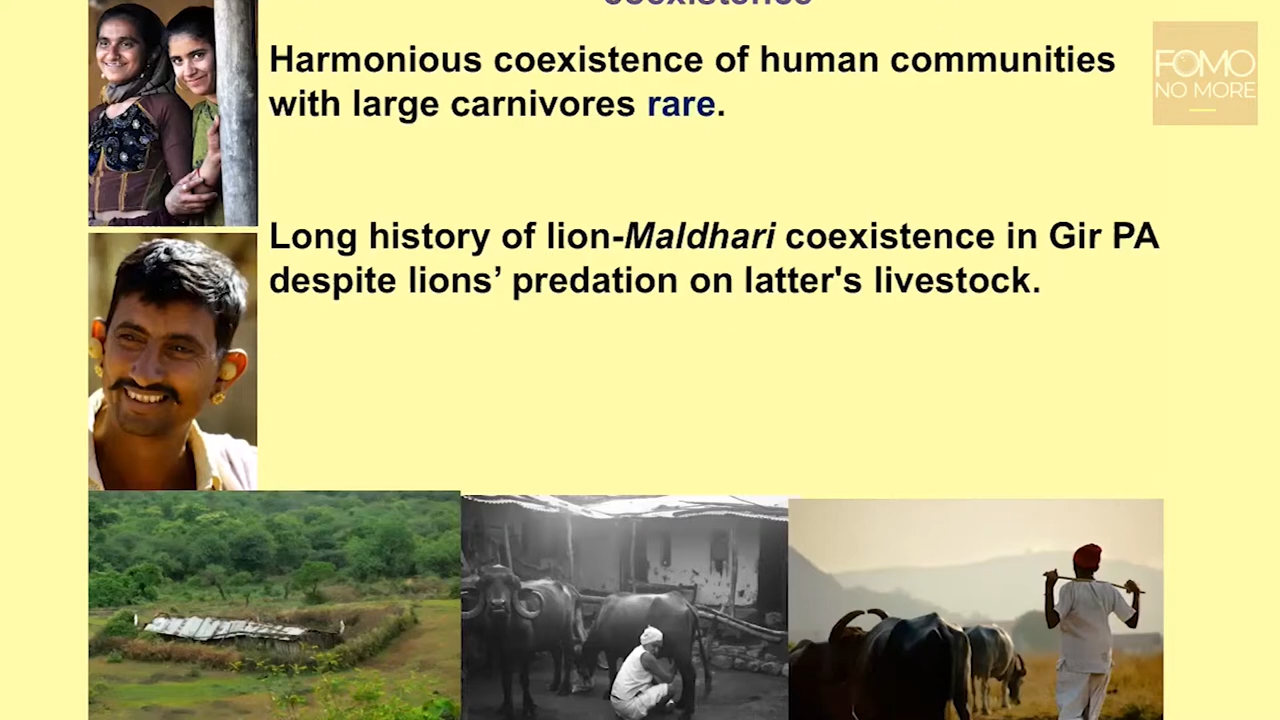 coexistence
Harmonious coexistence of human communities
with large carnivores rare.
FOMO
NO MORE
Long history of lion-Maldhari coexistence in Gir PA
despite lions’ predation on latter's livestock.